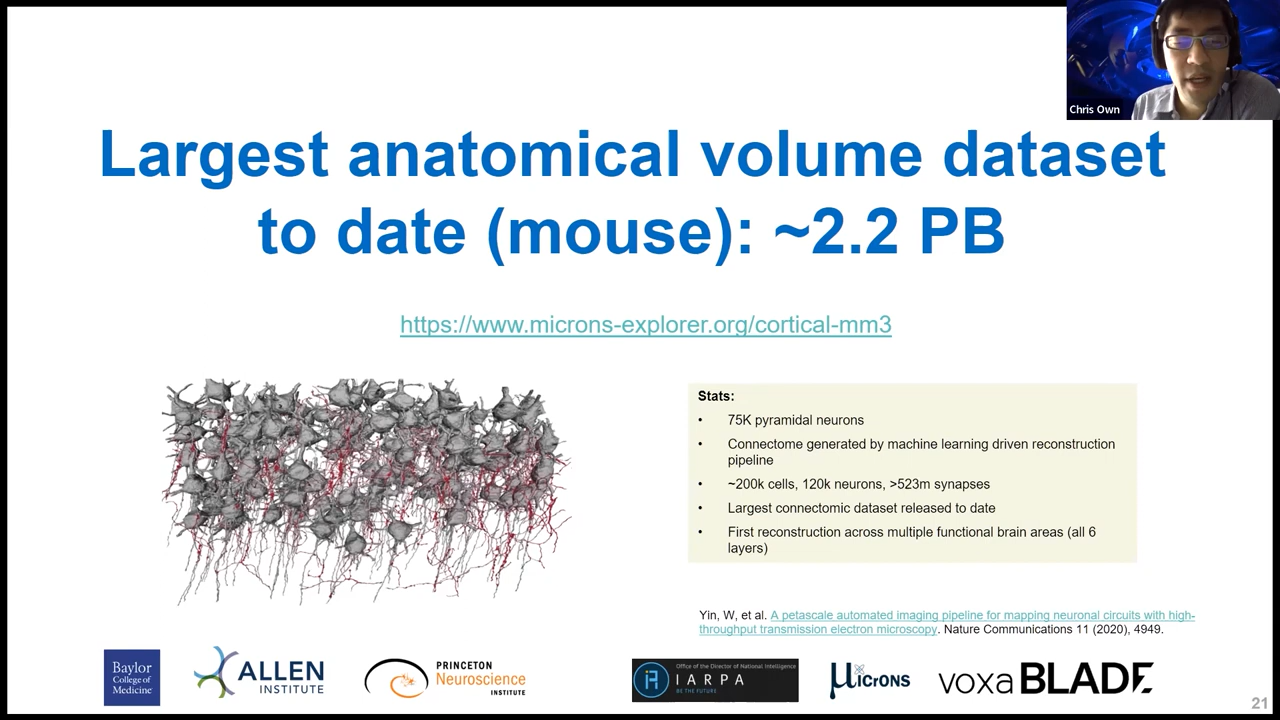 Chris Own
Largest anatomical volume dataset
to date (mouse): ~2.2 PB
https://www.microns-explorer.org/cortical-mm3
Stats:
• 75K pyramidal neurons
• Connectome generated by machine learning driven reconstruction
pipeline
• ~200k cells, 120k neurons, >523m synapses
• Largest connectomic dataset released to date
• First reconstruction across multiple functional brain areas (all 6
layers)
Yin, W, et al. A petascale automated imaging pipeline for mapping neuronal circuits with high-
throughput transmission electron microscopy. Nature Communications 11 (2020), 4949.
Baylor
College of
Medicine
ALLEN
INSTITUTE
PRINCETON
Neuroscience
INSTITUTE
Office of the Director of National Intelligence
IARPA
BE THE FUTURE
μICrONS
voxaBLADE
21